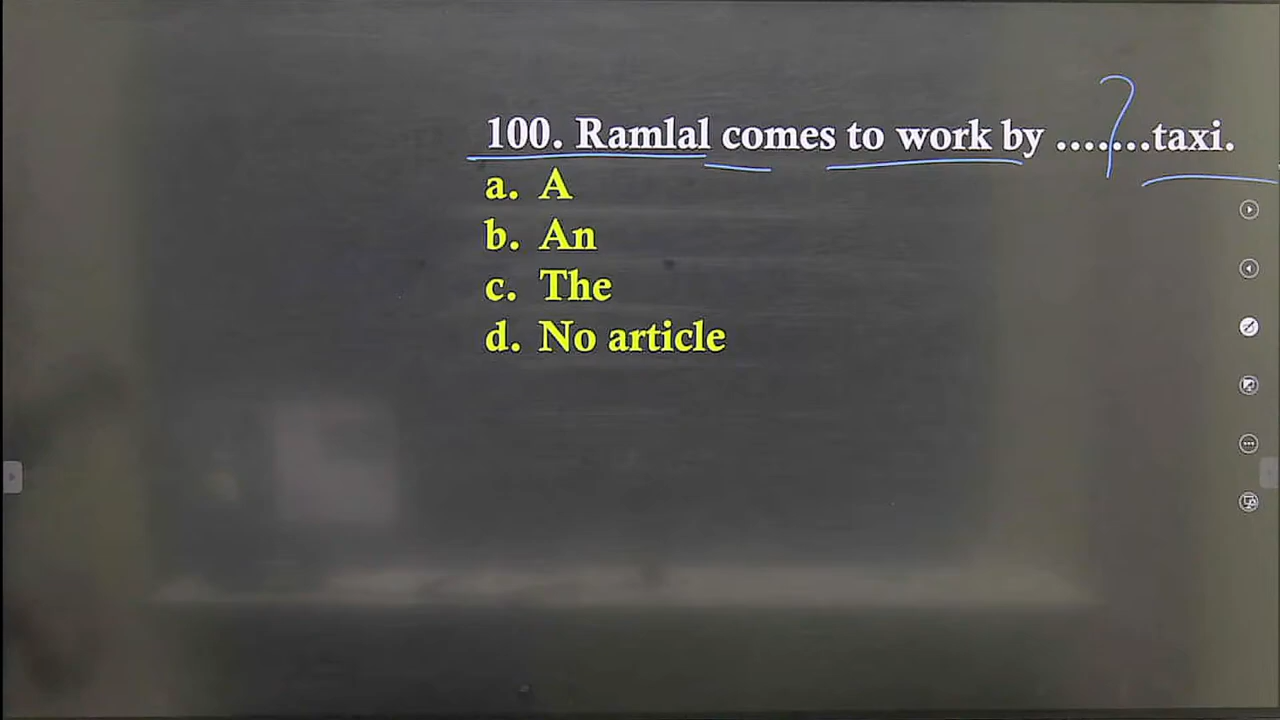 100. Ramlal comes to work by .......taxi.
a. A
b. An
c. The
d. No article
?